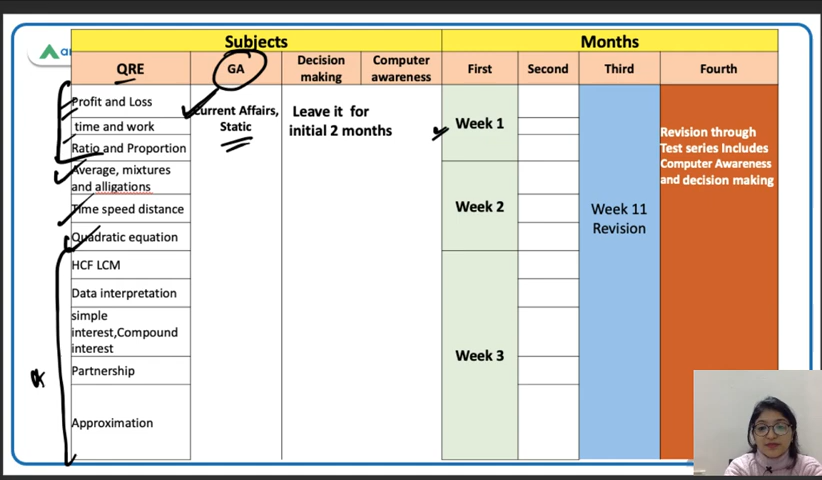 Subjects
Months
QRE
GA
Decision making
Computer awareness
First
Second
Third
Fourth
Profit and Loss
time and work
Ratio and Proportion
Average, mixtures
and alligations
Time speed distance
Quadratic equation
HCF LCM
Data interpretation
simple
interest,Compound
interest
Partnership
Approximation
Current Affairs,
Static
Leave it for
initial 2 months
Week 1
Week 2
Week 3
Week 11
Revision
Revision through
Test series Includes
Computer Awareness
and decision making